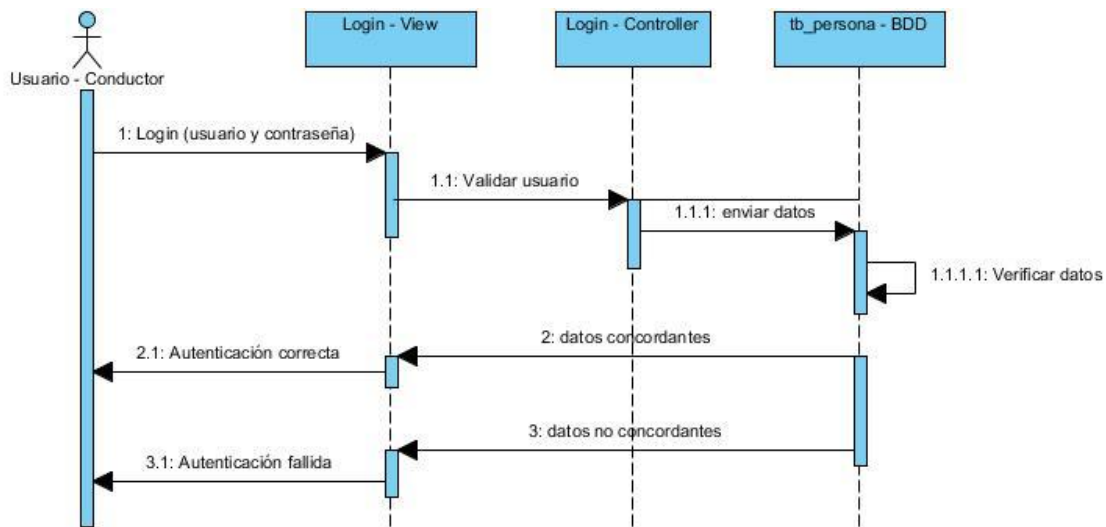 Login - View
Login - Controller
tb_persona - BDD
Usuario - Conductor
1: Login (usuario y contraseña)
1.1: Validar usuario
1.1.1: enviar datos
1.1.1.1: Verificar datos
2: datos concordantes
2.1: Autenticación correcta
3: datos no concordantes
3.1: Autenticación fallida